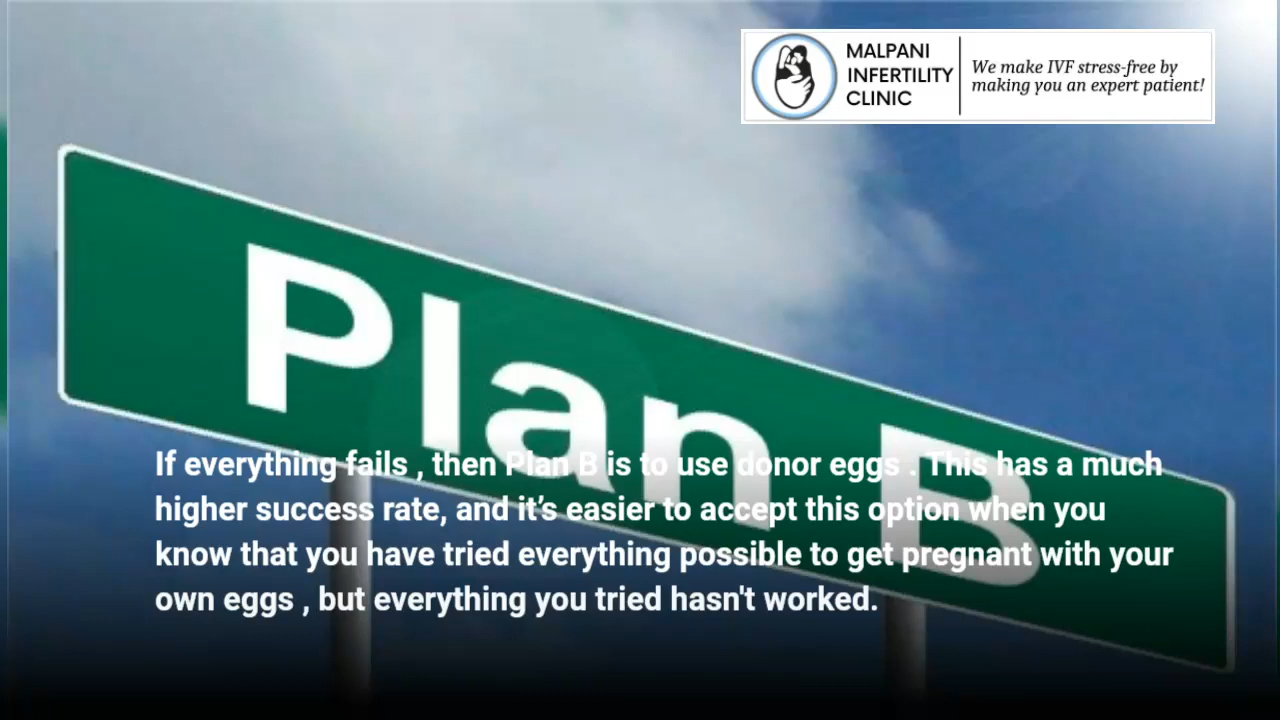 MALPANI
INFERTILITY
CLINIC
We make IVF stress-free by
making you an expert patient!
Plan B
If everything fails , then Plan B is to use donor eggs . This has a much
higher success rate, and it’s easier to accept this option when you
know that you have tried everything possible to get pregnant with your
own eggs , but everything you tried hasn't worked.